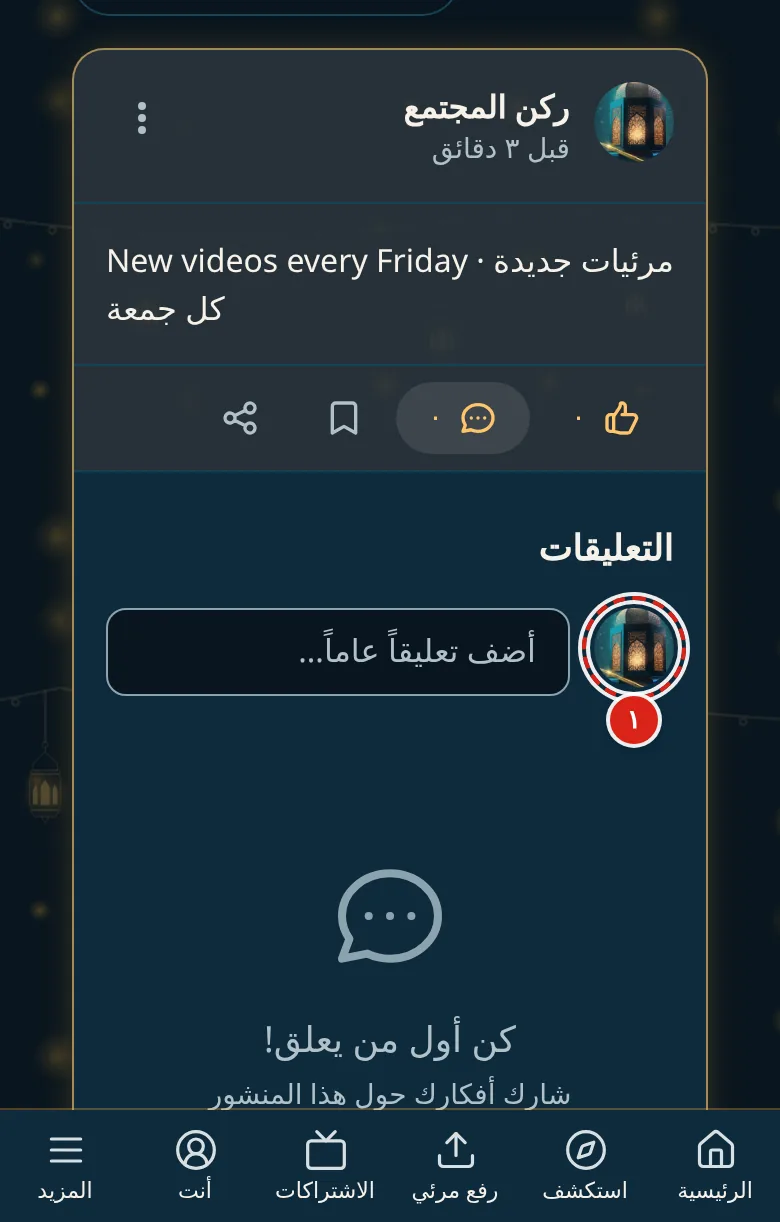 ركن المجتمع
قبل ٣ دقائق
New videos every Friday · مرئيات جديدة
كل جمعة
التعليقات
أضف تعليقاً عاماً...
١
كن أول من يعلق!
شارك أفكارك حول هذا المنشور
الرئيسية
استكشف
رفع مرئي
الاشتراكات
أنت
المزيد